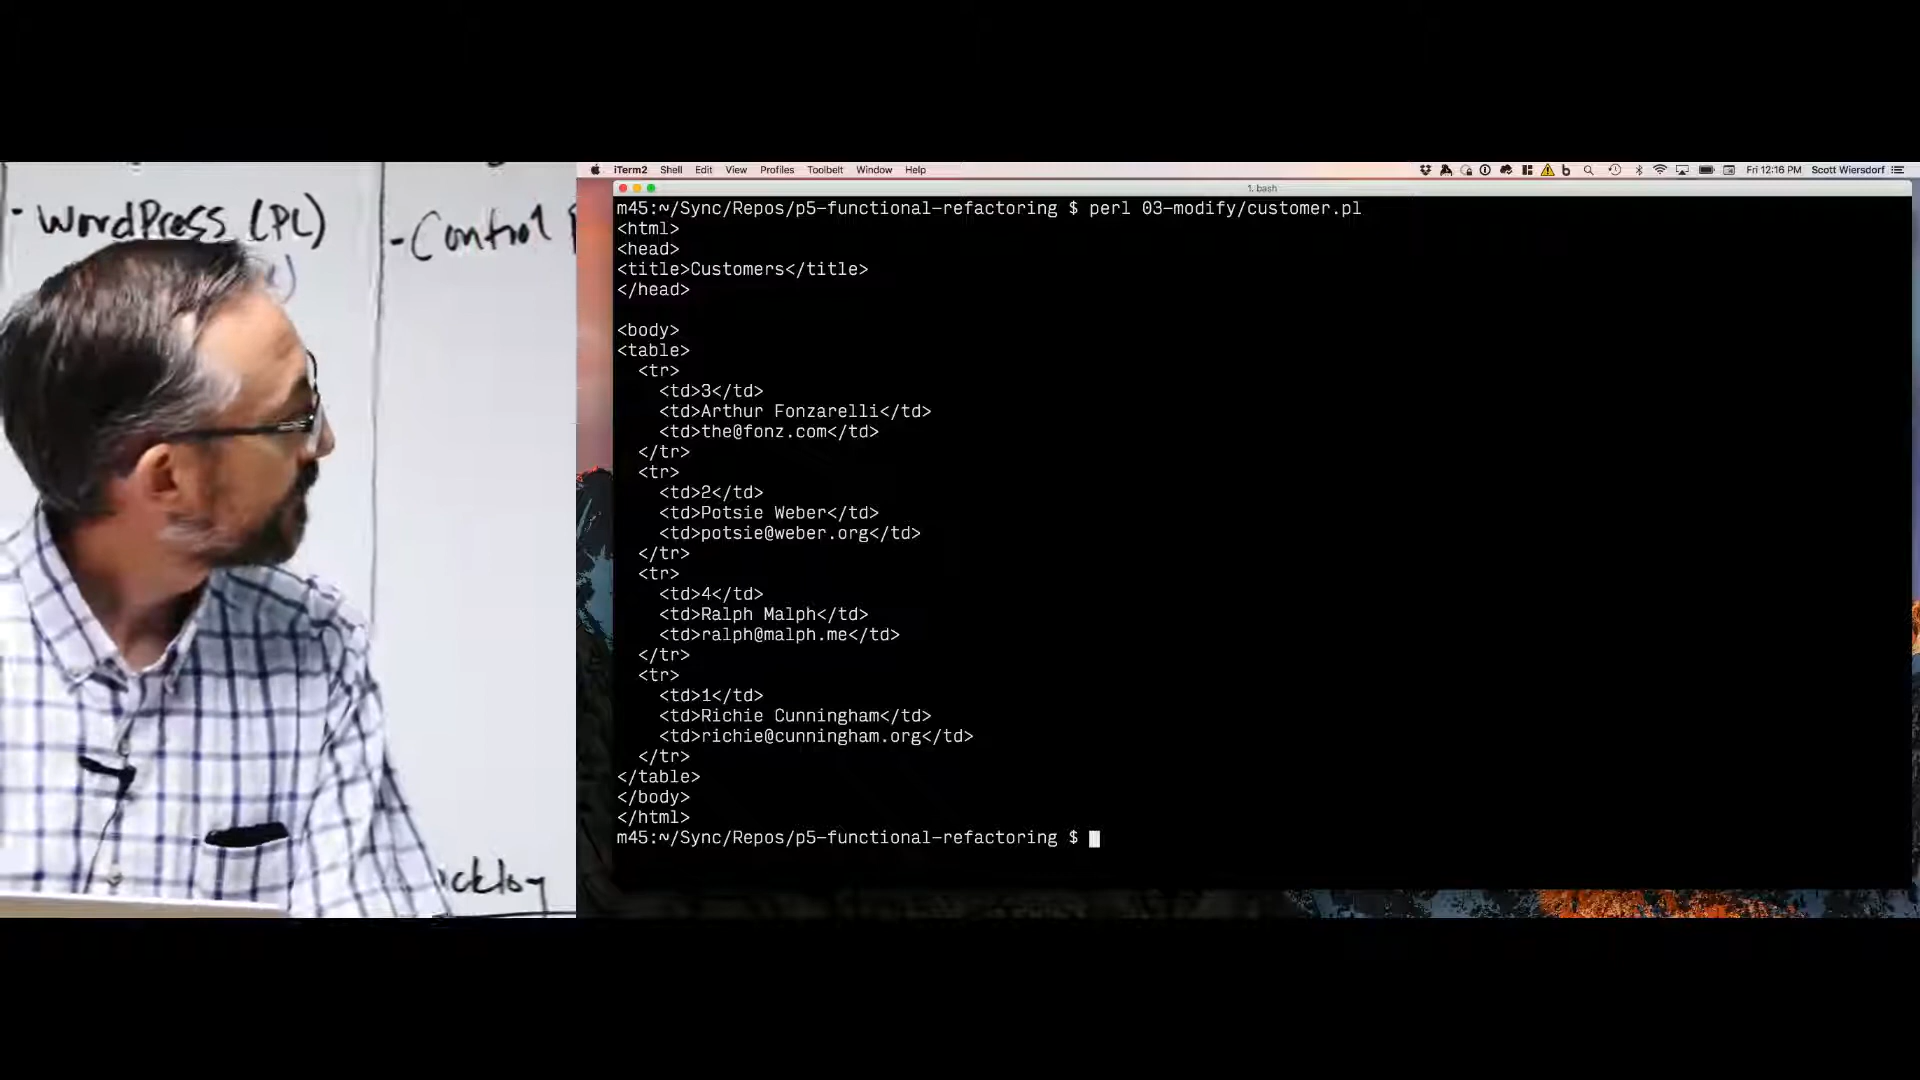 - WordPress (PL)
- Control
icklog
iTerm2 Shell Edit View Profiles Toolbelt Window Help
Fri 12:16 PM Scott Wiersdorf
1. bash
m45:~/Sync/Repos/p5-functional-refactoring $ perl 03-modify/customer.pl
<html>
<head>
<title>Customers</title>
</head>
<body>
<table>
<tr>
<td>3</td>
<td>Arthur Fonzarelli</td>
<td>the@fonz.com</td>
</tr>
<tr>
<td>2</td>
<td>Potsie Weber</td>
<td>potsie@weber.org</td>
</tr>
<tr>
<td>4</td>
<td>Ralph Malph</td>
<td>ralph@malph.me</td>
</tr>
<tr>
<td>1</td>
<td>Richie Cunningham</td>
<td>richie@cunningham.org</td>
</tr>
</table>
</body>
</html>
m45:~/Sync/Repos/p5-functional-refactoring $